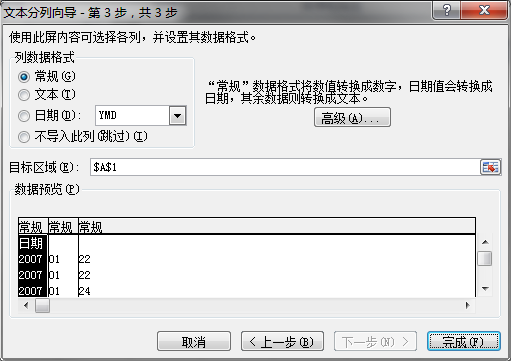 文本分列向导 - 第 3 步，共 3 步
使用此屏内容可选择各列，并设置其数据格式。
列数据格式
常规(G)
文本(T)
日期(D): YMD
不导入此列(跳过)(I)
“常规”数据格式将数值转换成数字，日期值会转换成
日期，其余数据则转换成文本。
高级(A)...
目标区域(E): $A$1
数据预览(P)
常规 常规 常规
日期
2007 01 22
2007 01 22
2007 01 24
取消 < 上一步(B) 下一步(N) > 完成(F)